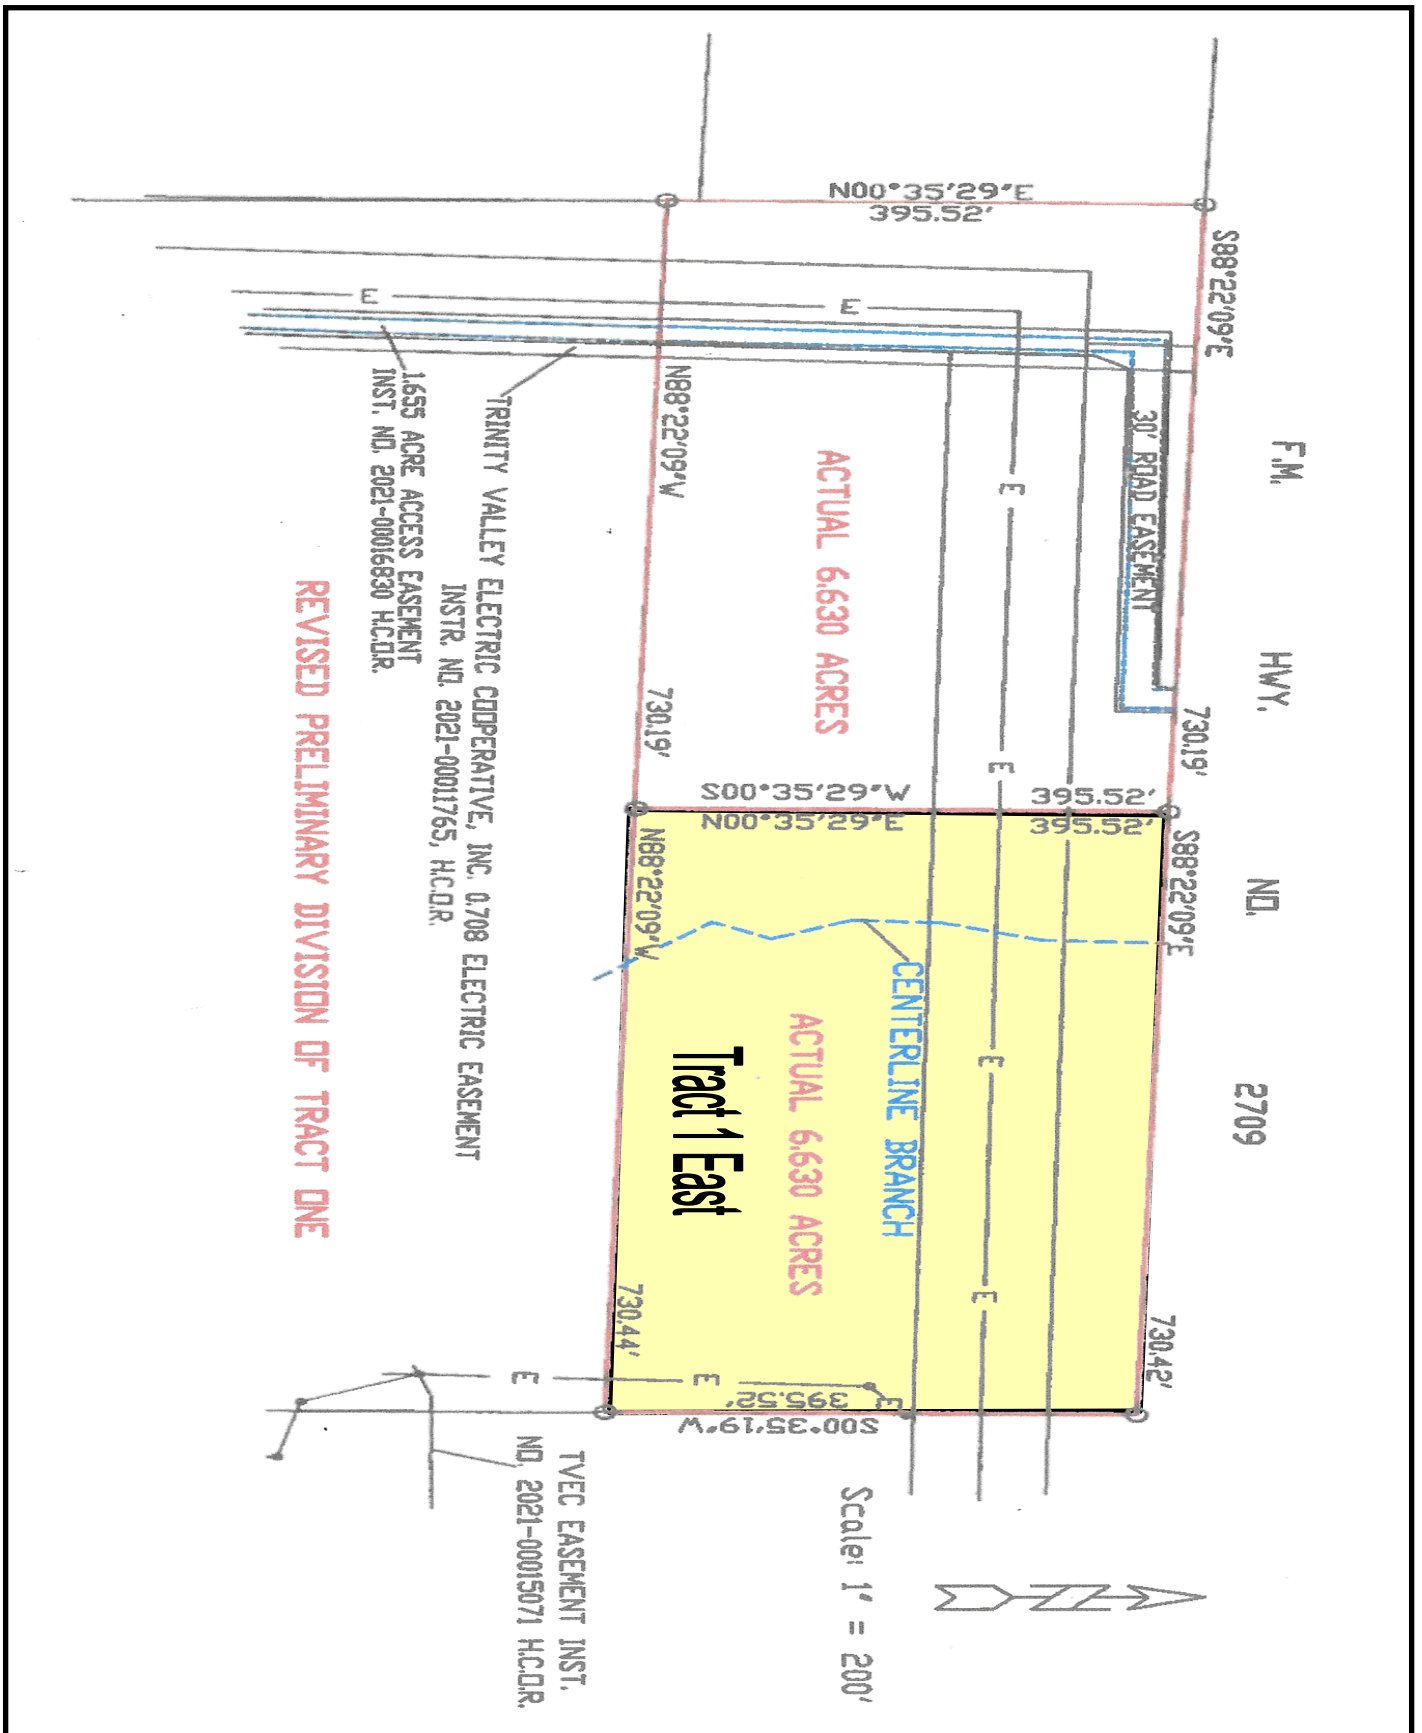 F.M. HWY. NO. 2709
S88°22'09"E
730.19'
S88°22'09"E
730.42'
30' ROAD EASEMENT
N00°35'29"E
395.52'
E
E
E
E
E
E
E
E
E
S00°35'29"W 395.52'
N00°35'29"E 395.52'
ACTUAL 6.630 ACRES
CENTERLINE BRANCH
ACTUAL 6.630 ACRES
Tract 1 East
N88°22'09"W
730.19'
N88°22'09"W
730.44'
395.52'
S00°35'19"W
TRINITY VALLEY ELECTRIC COOPERATIVE, INC. 0.708 ELECTRIC EASEMENT
INSTR. NO. 2021-00011765, H.C.O.R.
1.655 ACRE ACCESS EASEMENT
INST. NO. 2021-00016830 H.C.O.R.
REVISED PRELIMINARY DIVISION OF TRACT ONE
TVEC EASEMENT INST.
NO. 2021-00015071 H.C.O.R.
Scale: 1" = 200'